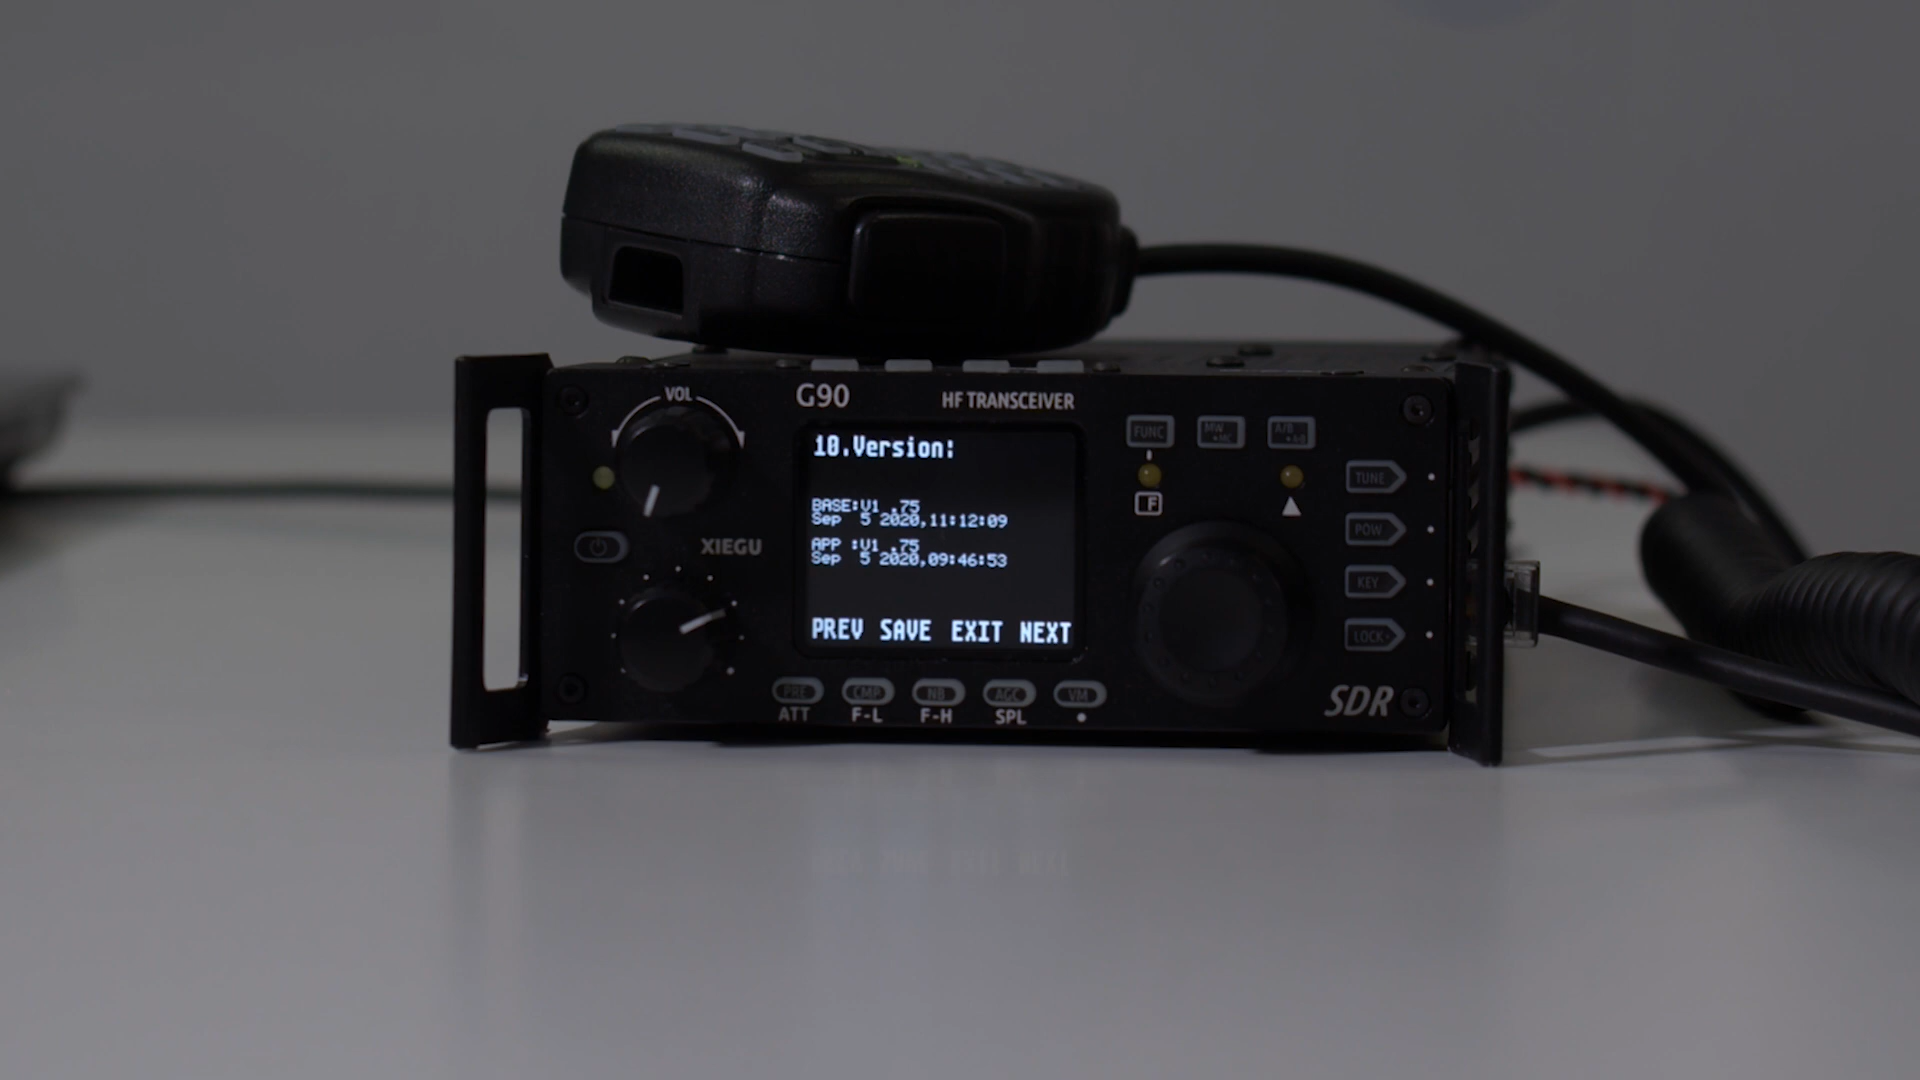 VOL
G90
HF TRANSCEIVER
10.Version:
BASE:V1 .75
Sep 5 2020,11:12:09
APP :V1 .75
Sep 5 2020,09:46:53
PREV SAVE EXIT NEXT
XIEGU
FUNC
MW
A/B
F
TUNE
POW
KEY
LOCK
SDR
PRE CMP NB AGC VM
ATT F-L F-H SPL